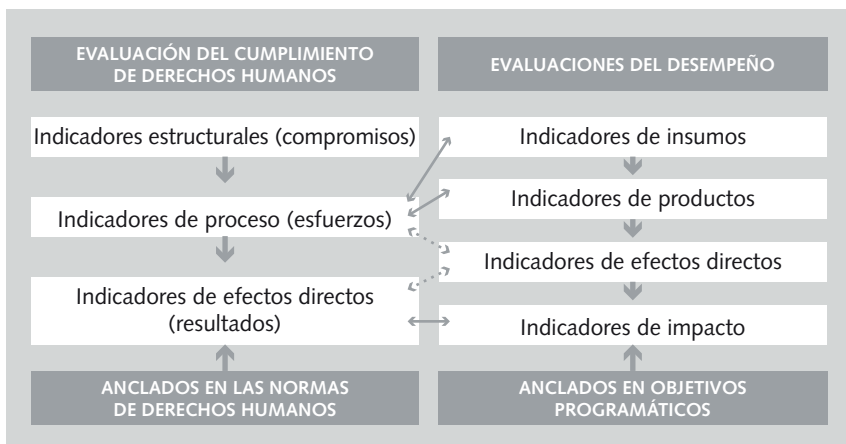 EVALUACIÓN DEL CUMPLIMIENTO
DE DERECHOS HUMANOS
Indicadores estructurales (compromisos)
Indicadores de proceso (esfuerzos)
Indicadores de efectos directos
(resultados)
ANCLADOS EN LAS NORMAS
DE DERECHOS HUMANOS
EVALUACIONES DEL DESEMPEÑO
Indicadores de insumos
Indicadores de productos
Indicadores de efectos directos
Indicadores de impacto
ANCLADOS EN OBJETIVOS
PROGRAMÁTICOS